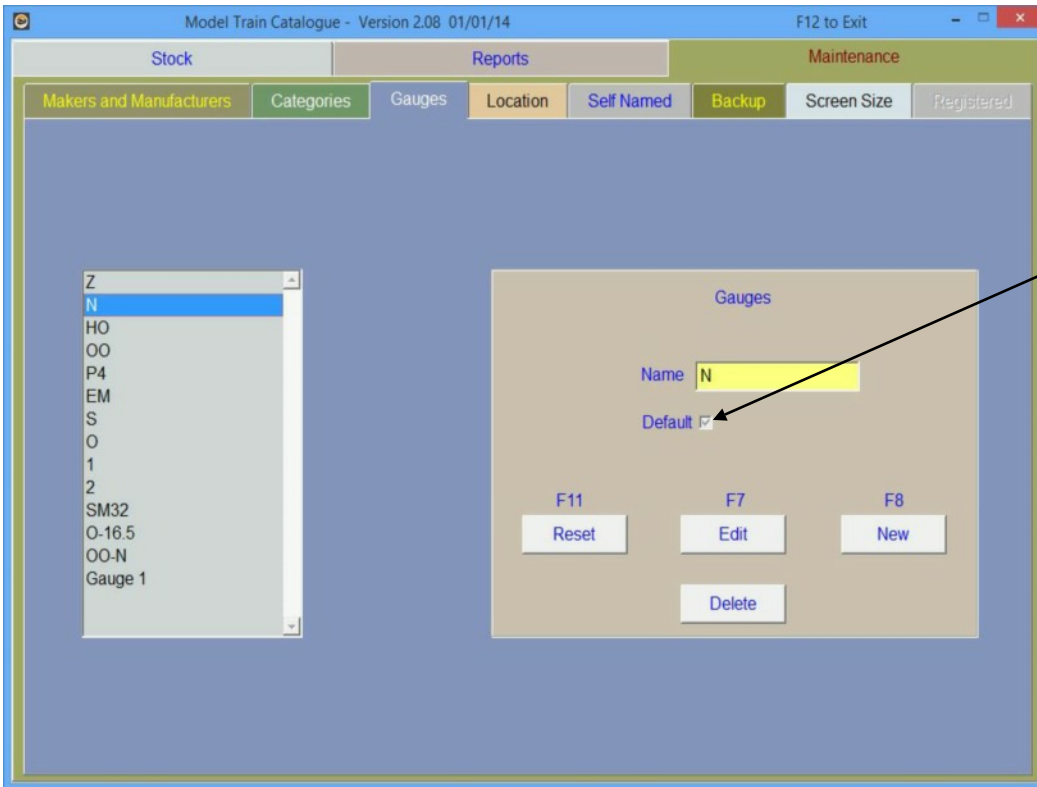 Model Train Catalogue - Version 2.08 01/01/14 F12 to Exit
Stock Reports Maintenance
Makers and Manufacturers Categories Gauges Location Self Named Backup Screen Size Registered
Z
N
HO
OO
P4
EM
S
O
1
2
SM32
O-16.5
OO-N
Gauge 1
Gauges
Name N
Default
F11 F7 F8
Reset Edit New
Delete